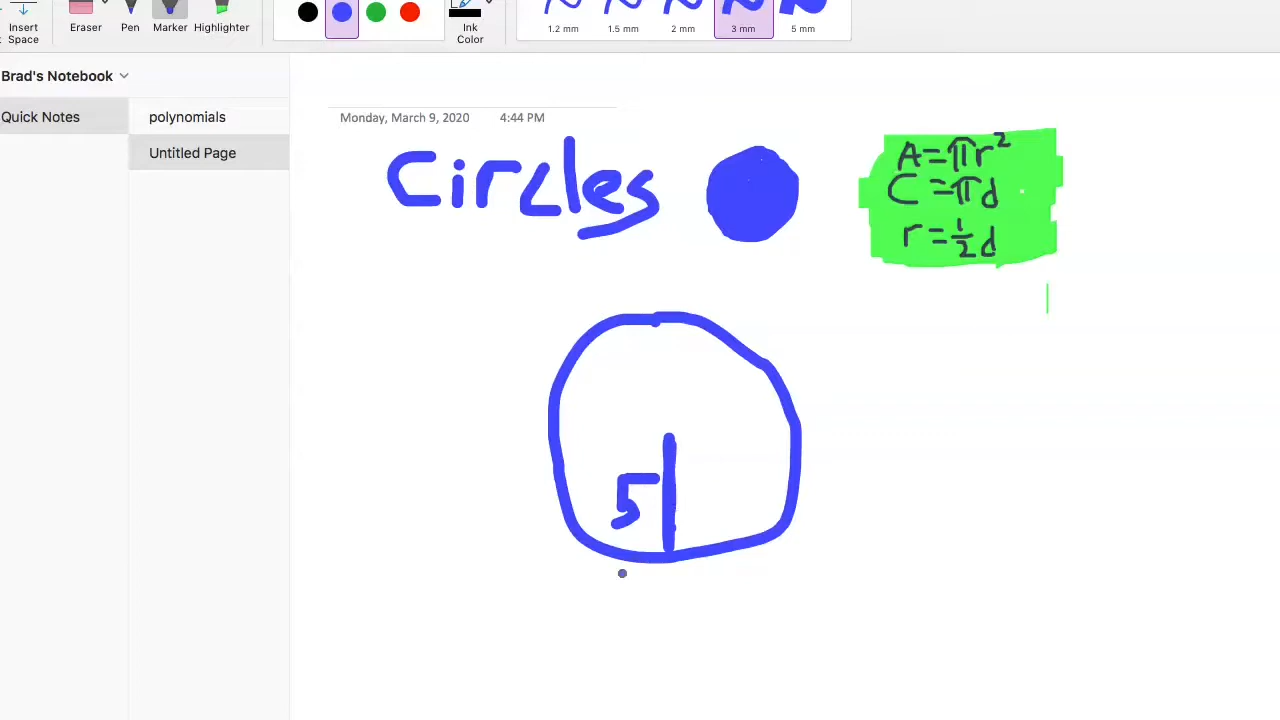 Insert
Space
Eraser
Pen
Marker
Highlighter
Ink
Color
1.2 mm
1.5 mm
2 mm
3 mm
5 mm
Brad's Notebook
Quick Notes
polynomials
Untitled Page
Monday, March 9, 2020 4:44 PM
Circles
A=πr²
C=πd
r=½d
5